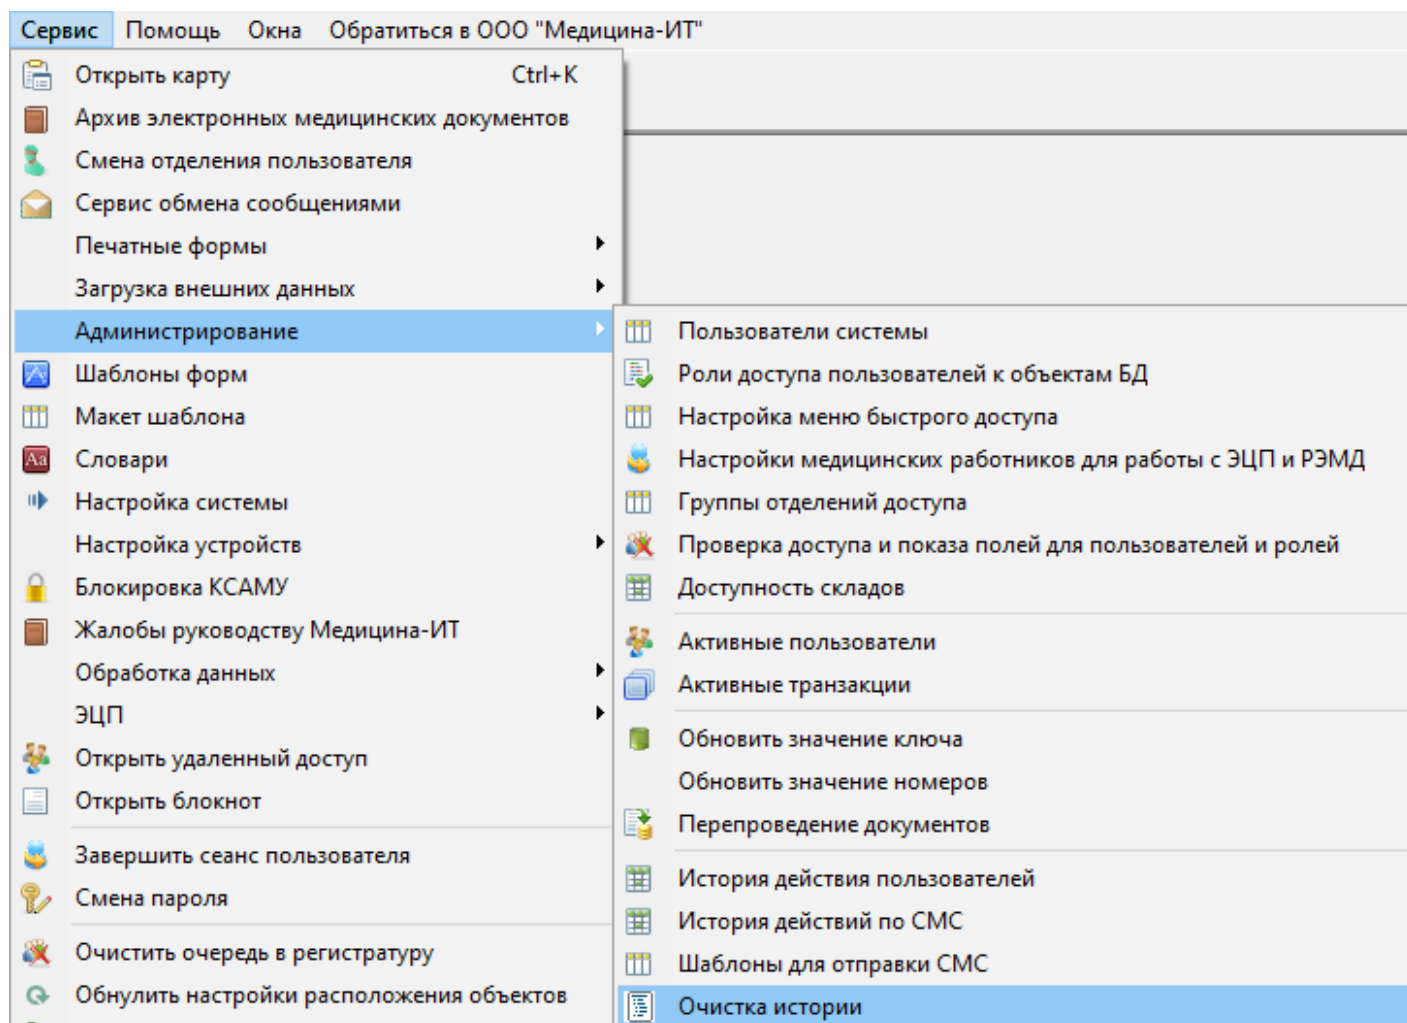 Сервис Помощь Окна Обратиться в ООО "Медицина-ИТ"
Открыть карту Ctrl+K
Архив электронных медицинских документов
Смена отделения пользователя
Сервис обмена сообщениями
Печатные формы
Загрузка внешних данных
Администрирование
Шаблоны форм
Макет шаблона
Aa Словари
Настройка системы
Настройка устройств
Блокировка КСАМУ
Жалобы руководству Медицина-ИТ
Обработка данных
ЭЦП
Открыть удаленный доступ
Открыть блокнот
Завершить сеанс пользователя
Смена пароля
Очистить очередь в регистратуру
Обнулить настройки расположения объектов
Пользователи системы
Роли доступа пользователей к объектам БД
Настройка меню быстрого доступа
Настройки медицинских работников для работы с ЭЦП и РЭМД
Группы отделений доступа
Проверка доступа и показа полей для пользователей и ролей
Доступность складов
Активные пользователи
Активные транзакции
Обновить значение ключа
Обновить значение номеров
Перепроведение документов
История действия пользователей
История действий по СМС
Шаблоны для отправки СМС
Очистка истории